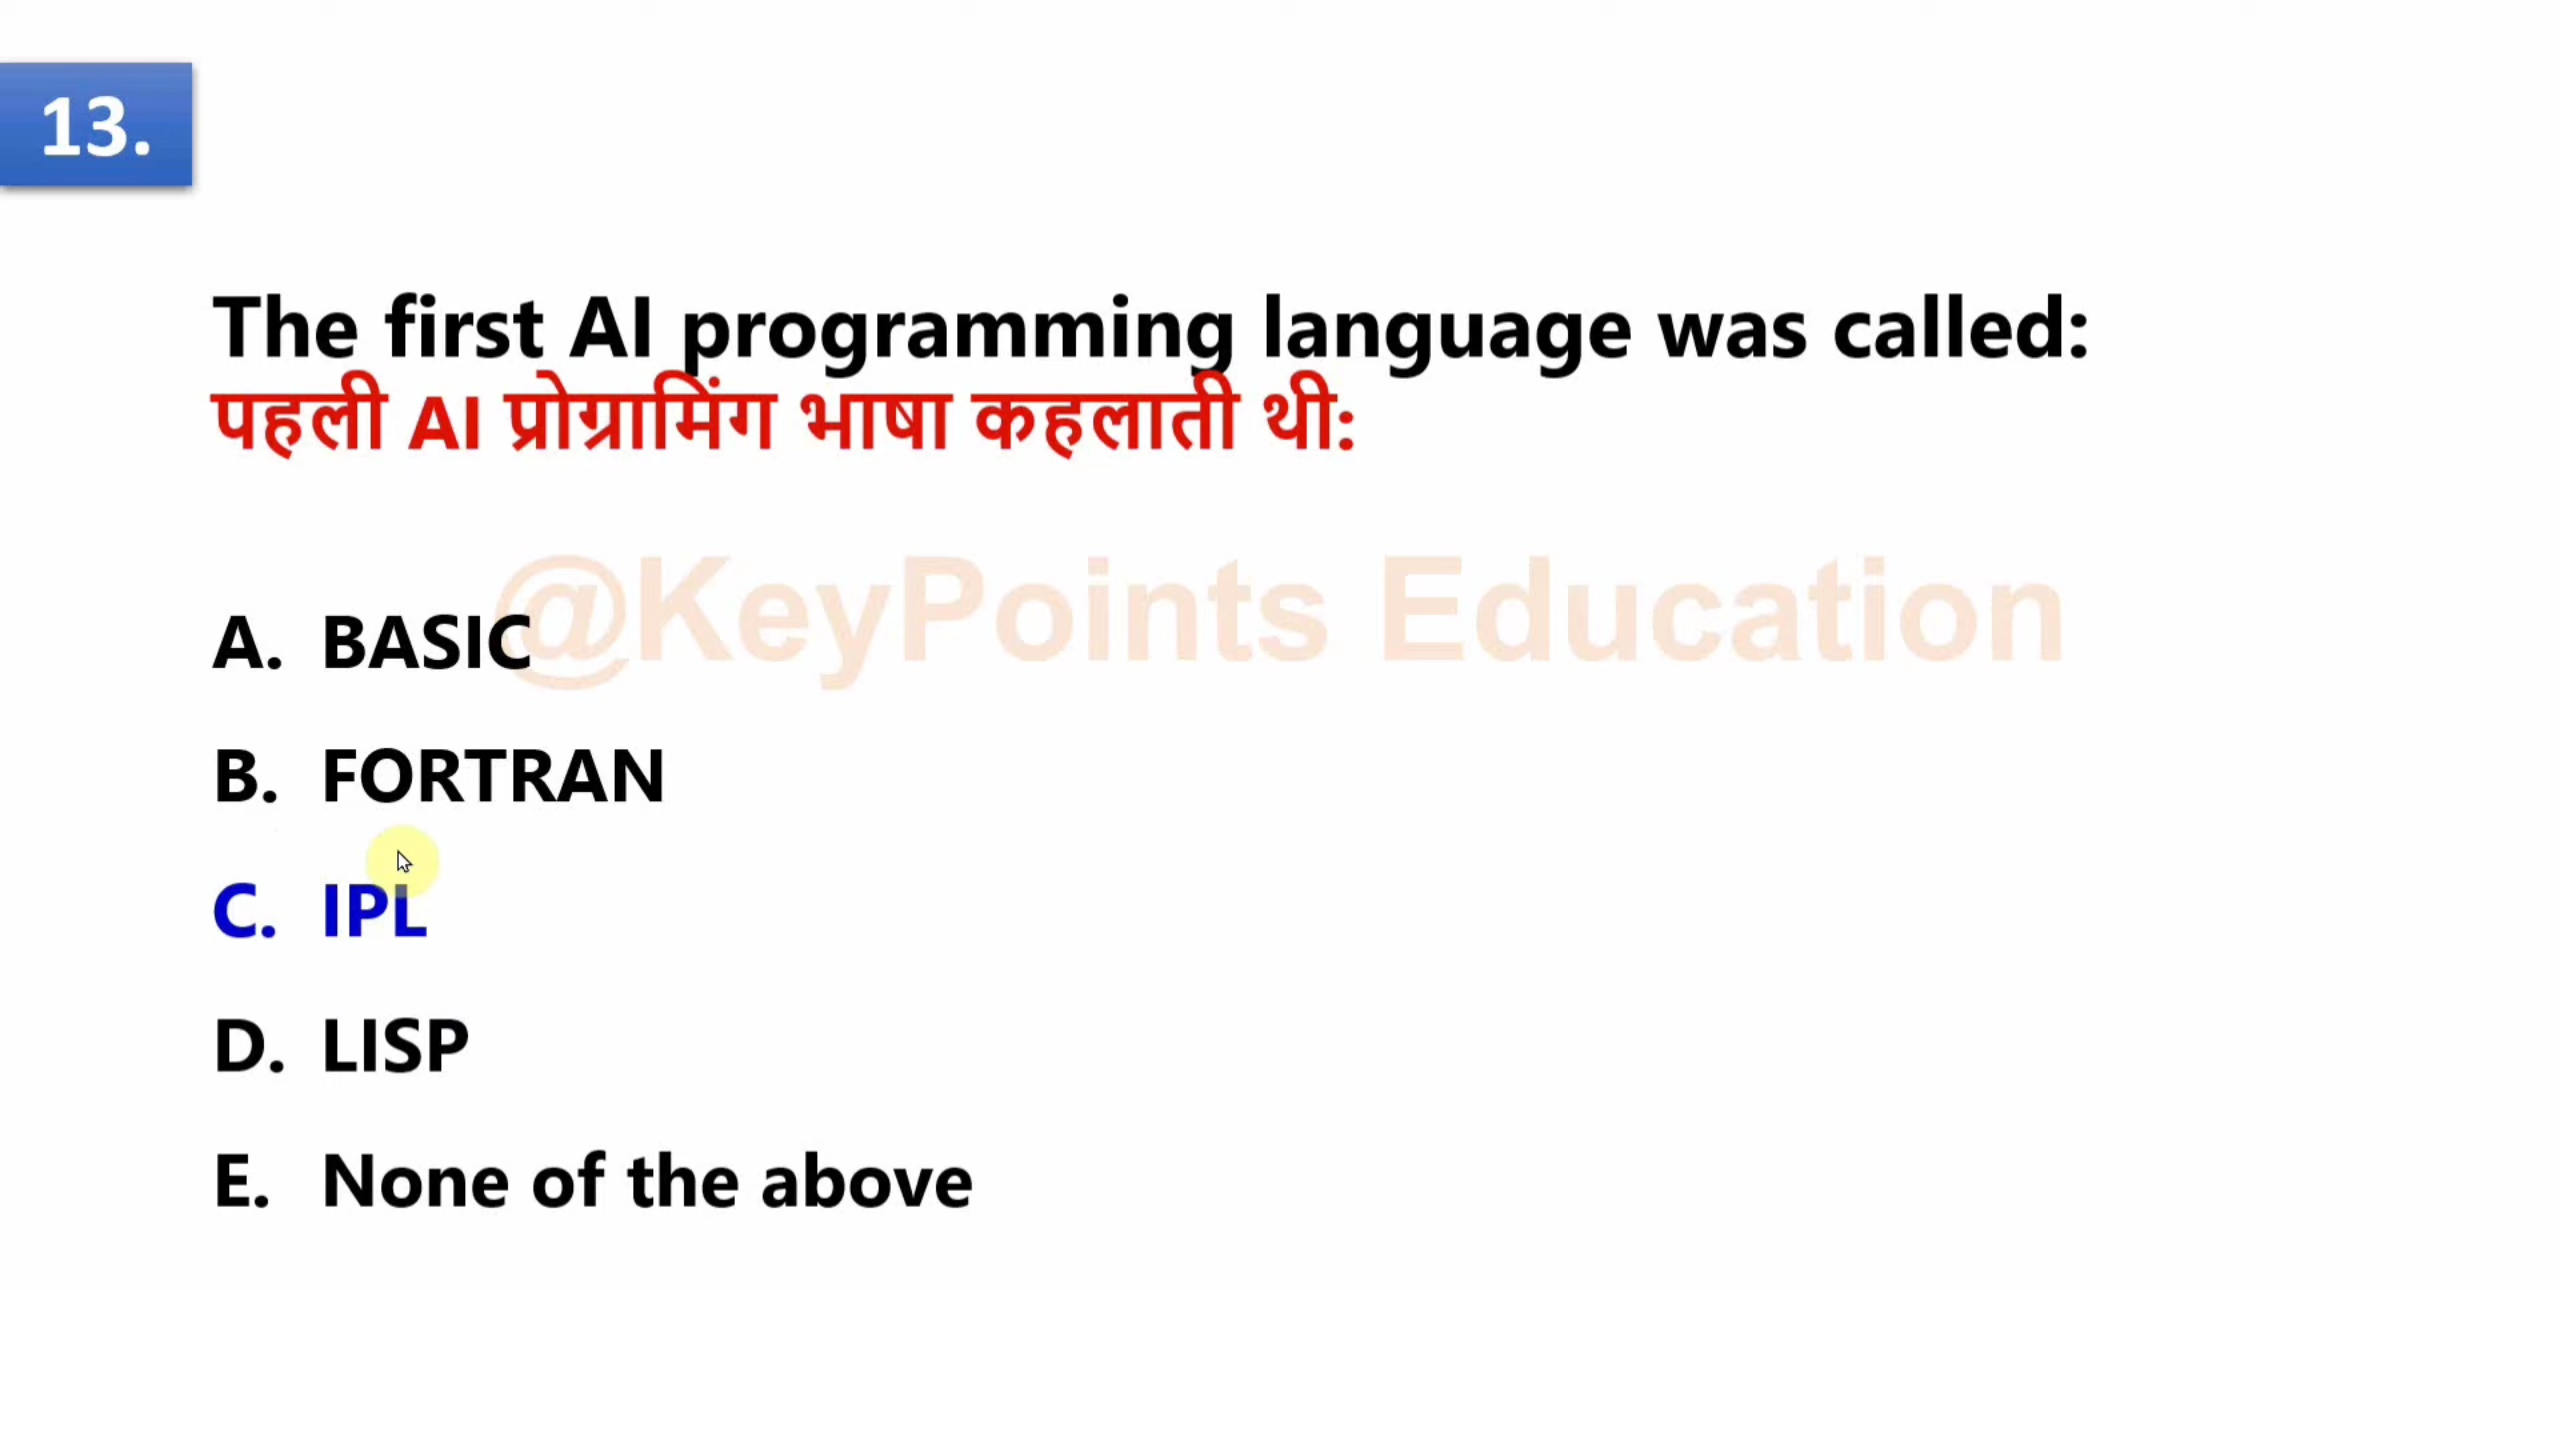 13.
The first AI programming language was called:
पहली AI प्रोग्रामिंग भाषा कहलाती थी:
@KeyPoints Education
A. BASIC
B. FORTRAN
C. IPL
D. LISP
E. None of the above